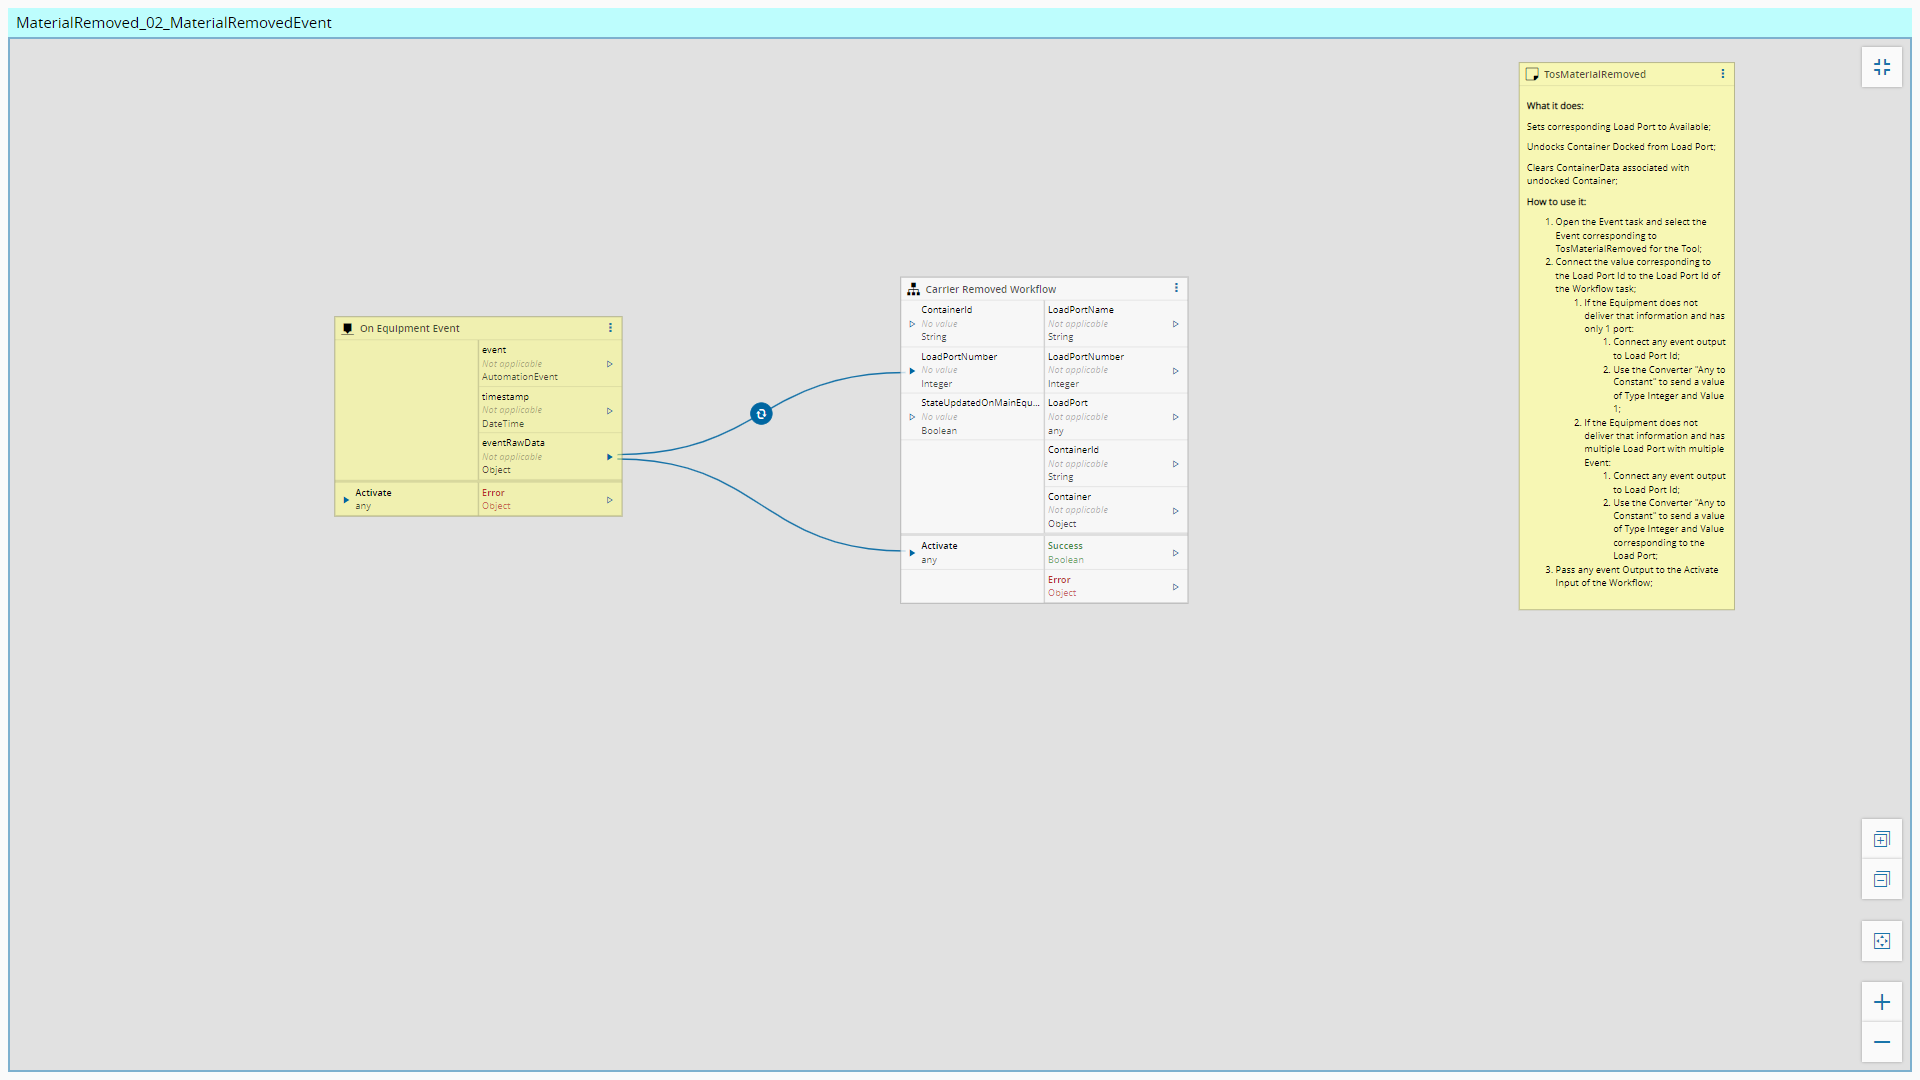 MaterialRemoved_02_MaterialRemovedEvent
On Equipment Event
event
Not applicable
AutomationEvent
timestamp
Not applicable
DateTime
eventRawData
Not applicable
Object
Activate
any
Error
Object
Carrier Removed Workflow
ContainerId
No value
String
LoadPortNumber
No value
Integer
StateUpdatedOnMainEqu...
No value
Boolean
LoadPortName
Not applicable
String
LoadPortNumber
Not applicable
Integer
LoadPort
Not applicable
any
ContainerId
Not applicable
String
Container
Not applicable
Object
Activate
any
Success
Boolean
Error
Object
TosMaterialRemoved
What it does:
Sets corresponding Load Port to Available;
Undocks Container Docked from Load Port;
Clears ContainerData associated with
undocked Container;
How to use it:
1. Open the Event task and select the
Event corresponding to
TosMaterialRemoved for the Tool;
2. Connect the value corresponding to
the Load Port Id to the Load Port Id of
the Workflow task;
1. If the Equipment does not
deliver that information and has
only 1 port:
1. Connect any event output
to Load Port Id;
2. Use the Converter "Any to
Constant" to send a value
of Type Integer and Value
1;
2. If the Equipment does not
deliver that information and has
multiple Load Port with multiple
Event:
1. Connect any event output
to Load Port Id;
2. Use the Converter "Any to
Constant" to send a value
of Type Integer and Value
corresponding to the
Load Port;
3. Pass any event Output to the Activate
Input of the Workflow;